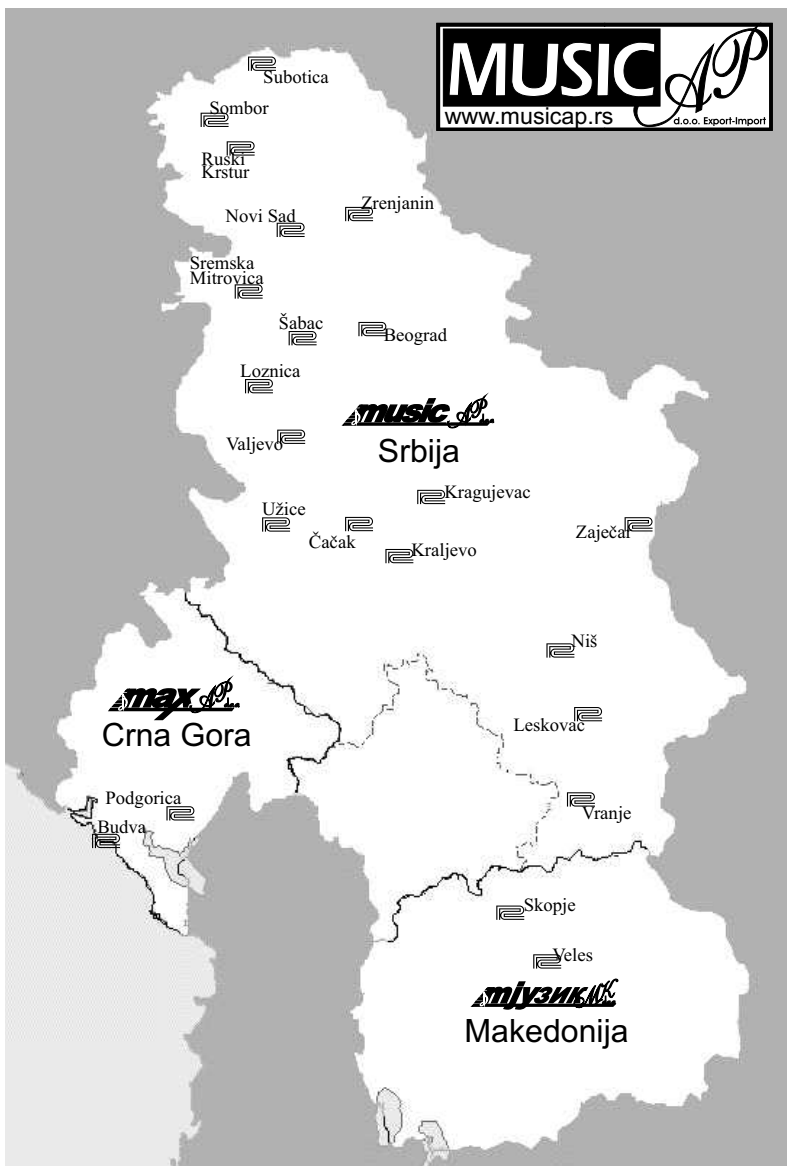 MUSIC AP
www.musicap.rs
d.o.o. Export-Import
Subotica
Sombor
Ruski
Krstur
Zrenjanin
Novi Sad
Sremska
Mitrovica
Šabac
Beograd
Loznica
music AP d.o.o.
Srbija
Valjevo
Kragujevac
Užice
Čačak
Kraljevo
Zaječar
Niš
max AP d.o.o.
Crna Gora
Leskovac
Podgorica
Vranje
Budva
Skopje
Veles
мјузик МК
Makedonija